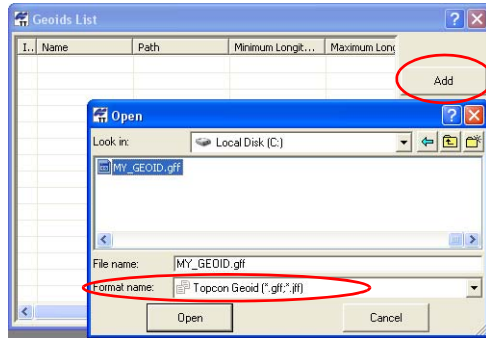 Geoids List
I.. Name Path Minimum Longit... Maximum Long
Add
Open
Look in: Local Disk (C:)
MY_GEOID.gff
File name: MY_GEOID.gff
Format name: Topcon Geoid (*.gff;*.jff)
Open Cancel